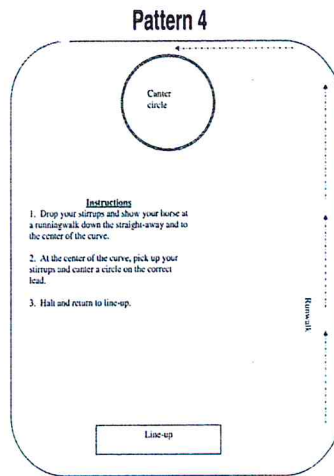 Pattern 4
Canter
circle
Instructions
1. Drop your stirrups and show your horse at
a runningwalk down the straight-away and to
the center of the curve.
2. At the center of the curve, pick up your
stirrups and canter a circle on the correct
lead.
3. Halt and return to line-up.
Runwalk
Line-up